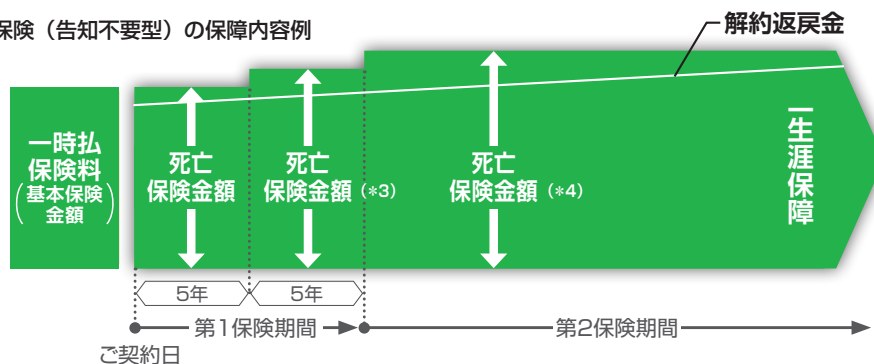 保険（告知不要型）の保障内容例
解約返戻金
一時払
保険料
(基本保険
金額)
死亡
保険金額
死亡
保険金額（*3）
死亡
保険金額（*4）
一生涯保障
5年
5年
第1保険期間
第2保険期間
ご契約日